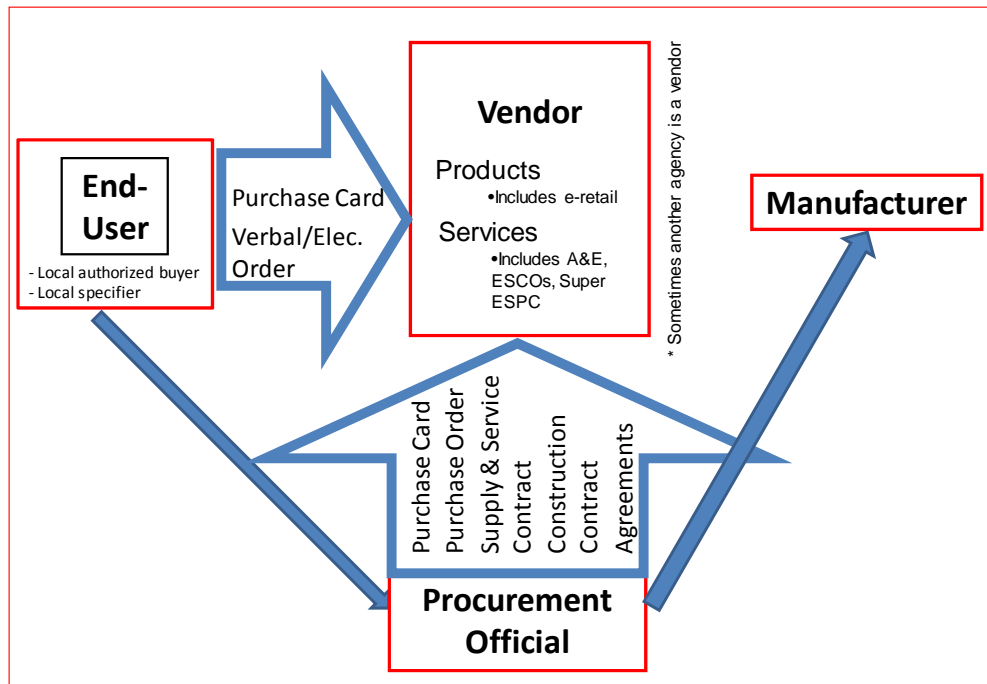 End-
User
- Local authorized buyer
- Local specifier
Purchase Card
Verbal/Elec.
Order
Vendor
Products
•Includes e-retail
Services
•Includes A&E,
ESCOs, Super
ESPC
* Sometimes another agency is a vendor
Manufacturer
Purchase Card
Purchase Order
Supply & Service
Contract
Construction
Contract
Agreements
Procurement
Official